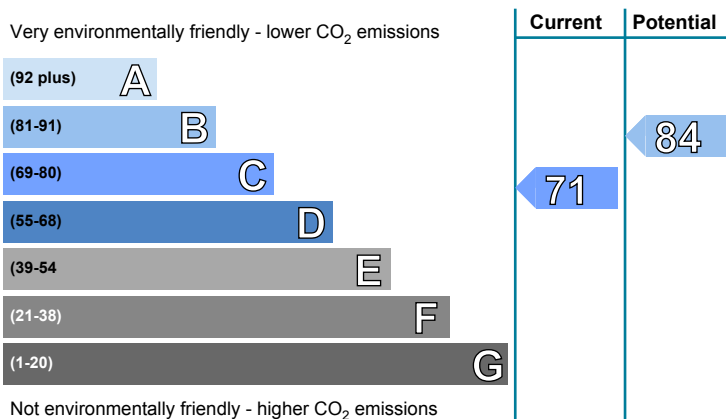 Current Potential
Very environmentally friendly - lower CO2 emissions
(92 plus) A
(81-91) B
84
(69-80) C
71
(55-68) D
(39-54 E
(21-38) F
(1-20) G
Not environmentally friendly - higher CO2 emissions